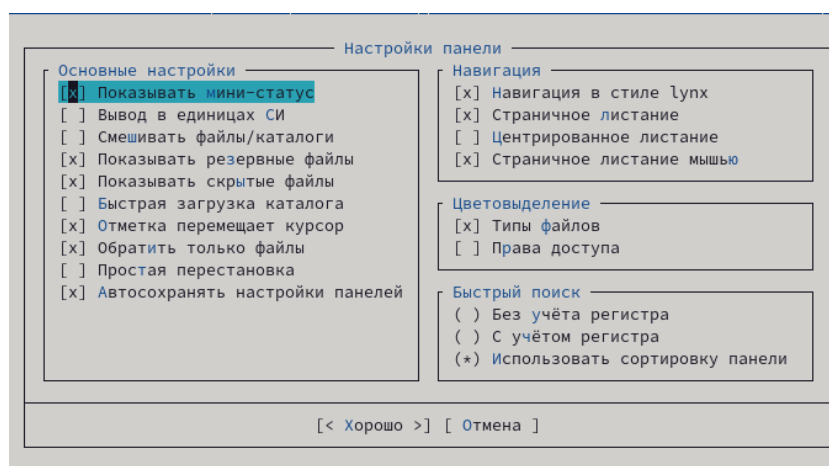 Настройки панели
Основные настройки
[x] Показывать мини-статус
[ ] Вывод в единицах СИ
[ ] Смешивать файлы/каталоги
[x] Показывать резервные файлы
[x] Показывать скрытые файлы
[ ] Быстрая загрузка каталога
[x] Отметка перемещает курсор
[x] Обратить только файлы
[ ] Простая перестановка
[x] Автосохранять настройки панелей
Навигация
[x] Навигация в стиле lynx
[x] Страничное листание
[ ] Центрированное листание
[x] Страничное листание мышью
Цветовыделение
[x] Типы файлов
[ ] Права доступа
Быстрый поиск
( ) Без учёта регистра
( ) С учётом регистра
(*) Использовать сортировку панели
[< Хорошо >] [ Отмена ]